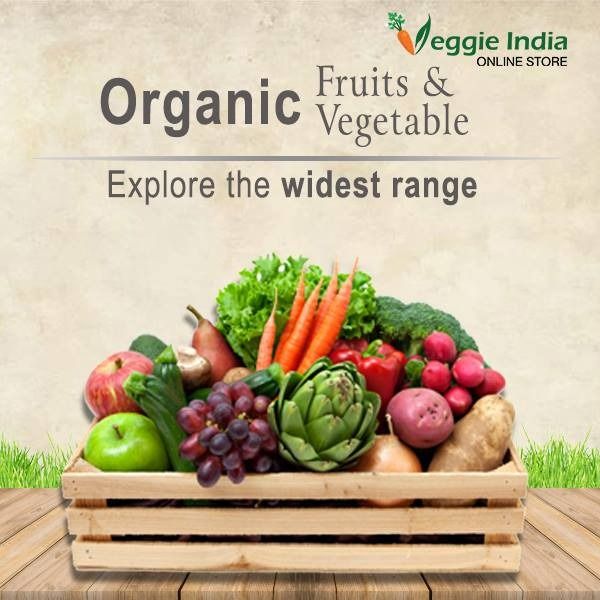 Veggie India
ONLINE STORE
Organic Fruits &
Vegetable
Explore the widest range